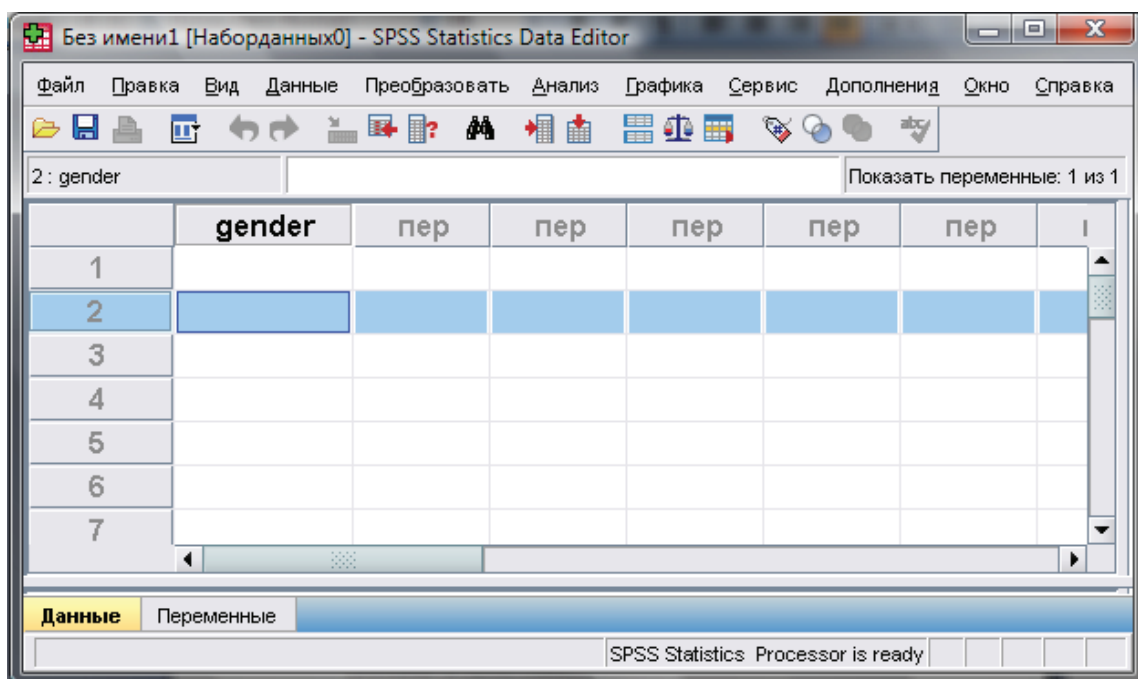 Без имени1 [Наборданных0] - SPSS Statistics Data Editor
Файл Правка Вид Данные Преобразовать Анализ Графика Сервис Дополнения Окно Справка
2 : gender Показать переменные: 1 из 1
gender пер пер пер пер пер
1
2
3
4
5
6
7
Данные Переменные
SPSS Statistics Processor is ready